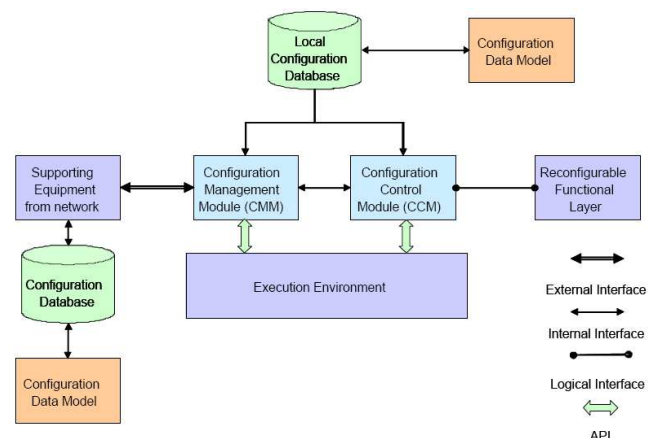 Local
Configuration
Database
Configuration
Data Model
Supporting
Equipment
from network
Configuration
Management
Module (CMM)
Configuration
Control
Module (CCM)
Reconfigurable
Functional
Layer
Configuration
Database
Execution Environment
External Interface
Internal Interface
Configuration
Data Model
Logical Interface
API